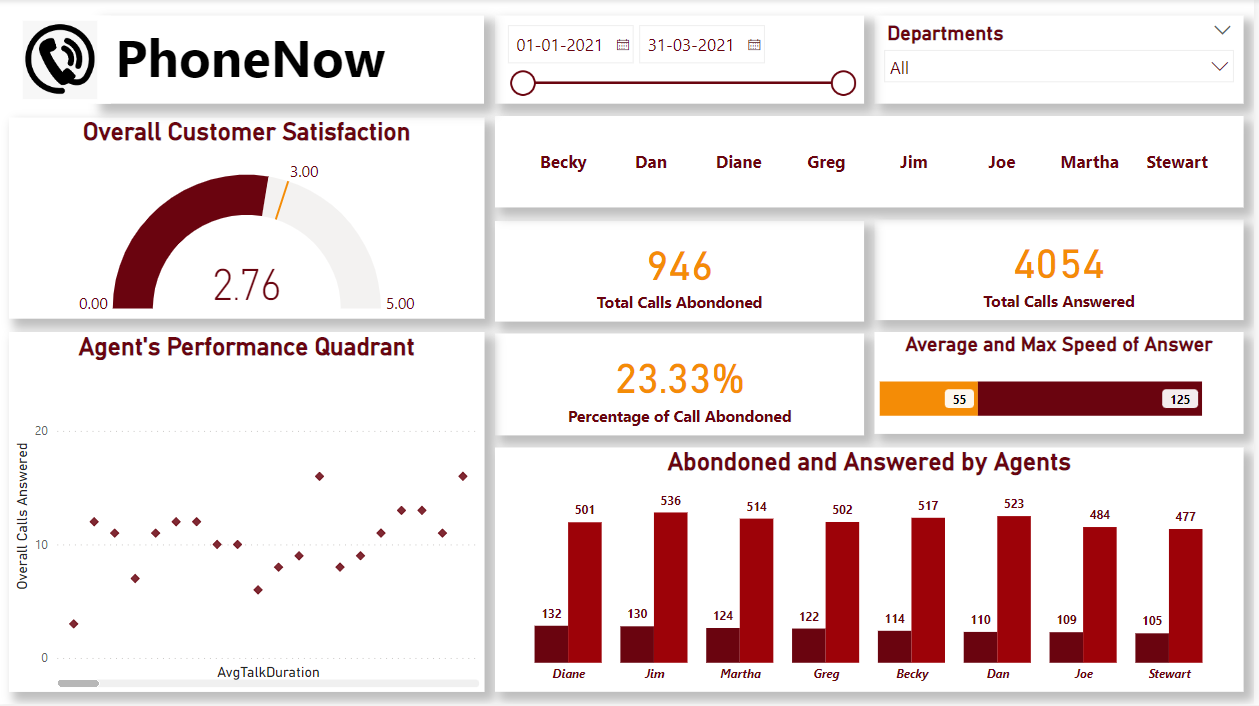 PhoneNow
01-01-2021
31-03-2021
Departments
All
Overall Customer Satisfaction
3.00
2.76
0.00
5.00
Becky Dan Diane Greg Jim Joe Martha Stewart
946
Total Calls Abondoned
4054
Total Calls Answered
Agent's Performance Quadrant
20
10
0
Overall Calls Answered
AvgTalkDuration
23.33%
Percentage of Call Abondoned
Average and Max Speed of Answer
55
125
Abondoned and Answered by Agents
501 536 514 502 517 523 484 477
132 130 124 122 114 110 109 105
Diane Jim Martha Greg Becky Dan Joe Stewart